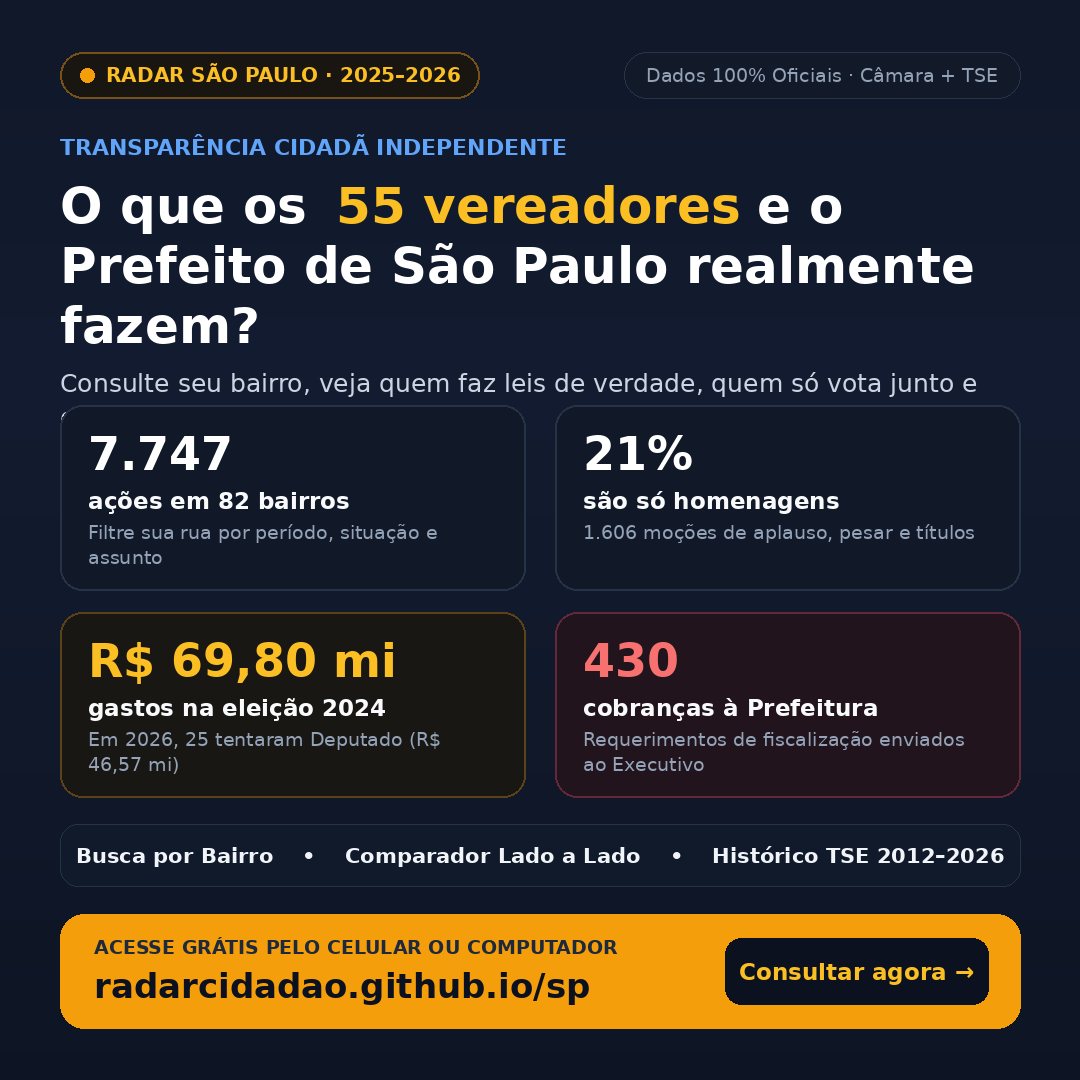 RADAR SÃO PAULO · 2025–2026
Dados 100% Oficiais · Câmara + TSE
TRANSPARÊNCIA CIDADÃ INDEPENDENTE
O que os 55 vereadores e o
Prefeito de São Paulo realmente
fazem?
Consulte seu bairro, veja quem faz leis de verdade, quem só vota junto e
7.747
ações em 82 bairros
Filtre sua rua por período, situação e
assunto
21%
são só homenagens
1.606 moções de aplauso, pesar e títulos
R$ 69,80 mi
gastos na eleição 2024
Em 2026, 25 tentaram Deputado (R$
46,57 mi)
430
cobranças à Prefeitura
Requerimentos de fiscalização enviados
ao Executivo
Busca por Bairro • Comparador Lado a Lado • Histórico TSE 2012–2026
ACESSE GRÁTIS PELO CELULAR OU COMPUTADOR
radarcidadao.github.io/sp
Consultar agora →